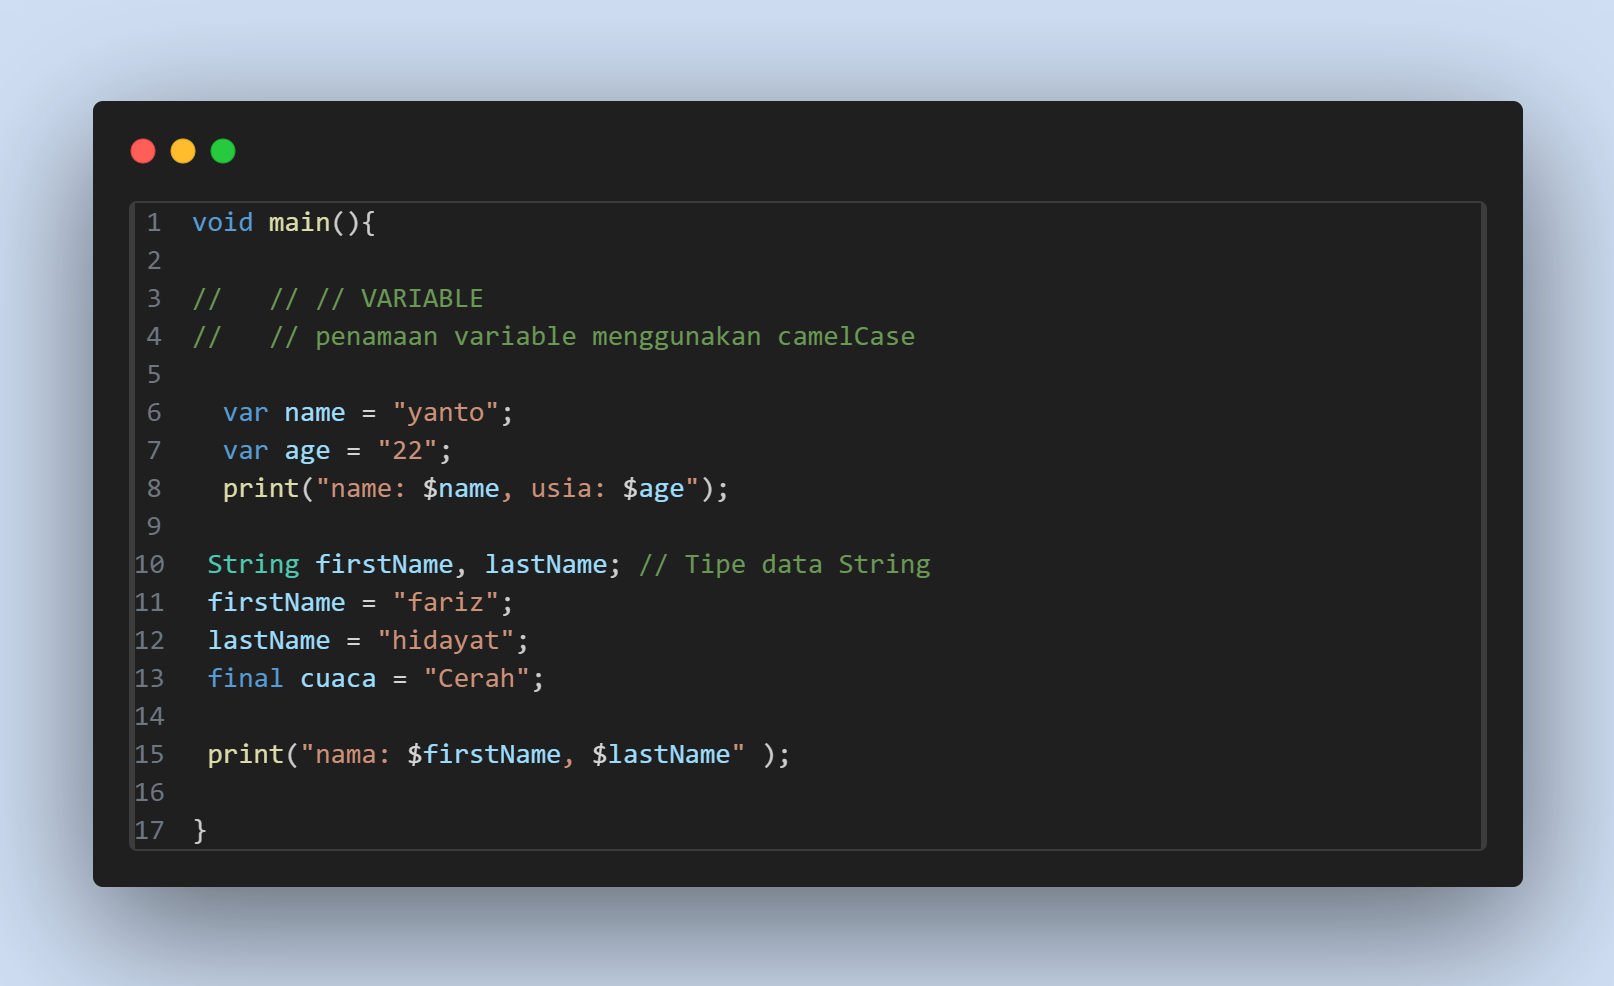 1 void main(){
2
3 //   // // VARIABLE
4 //   // penamaan variable menggunakan camelCase
5
6   var name = "yanto";
7   var age = "22";
8   print("name: $name, usia: $age");
9
10  String firstName, lastName; // Tipe data String
11  firstName = "fariz";
12  lastName = "hidayat";
13  final cuaca = "Cerah";
14
15  print("nama: $firstName, $lastName" );
16
17 }